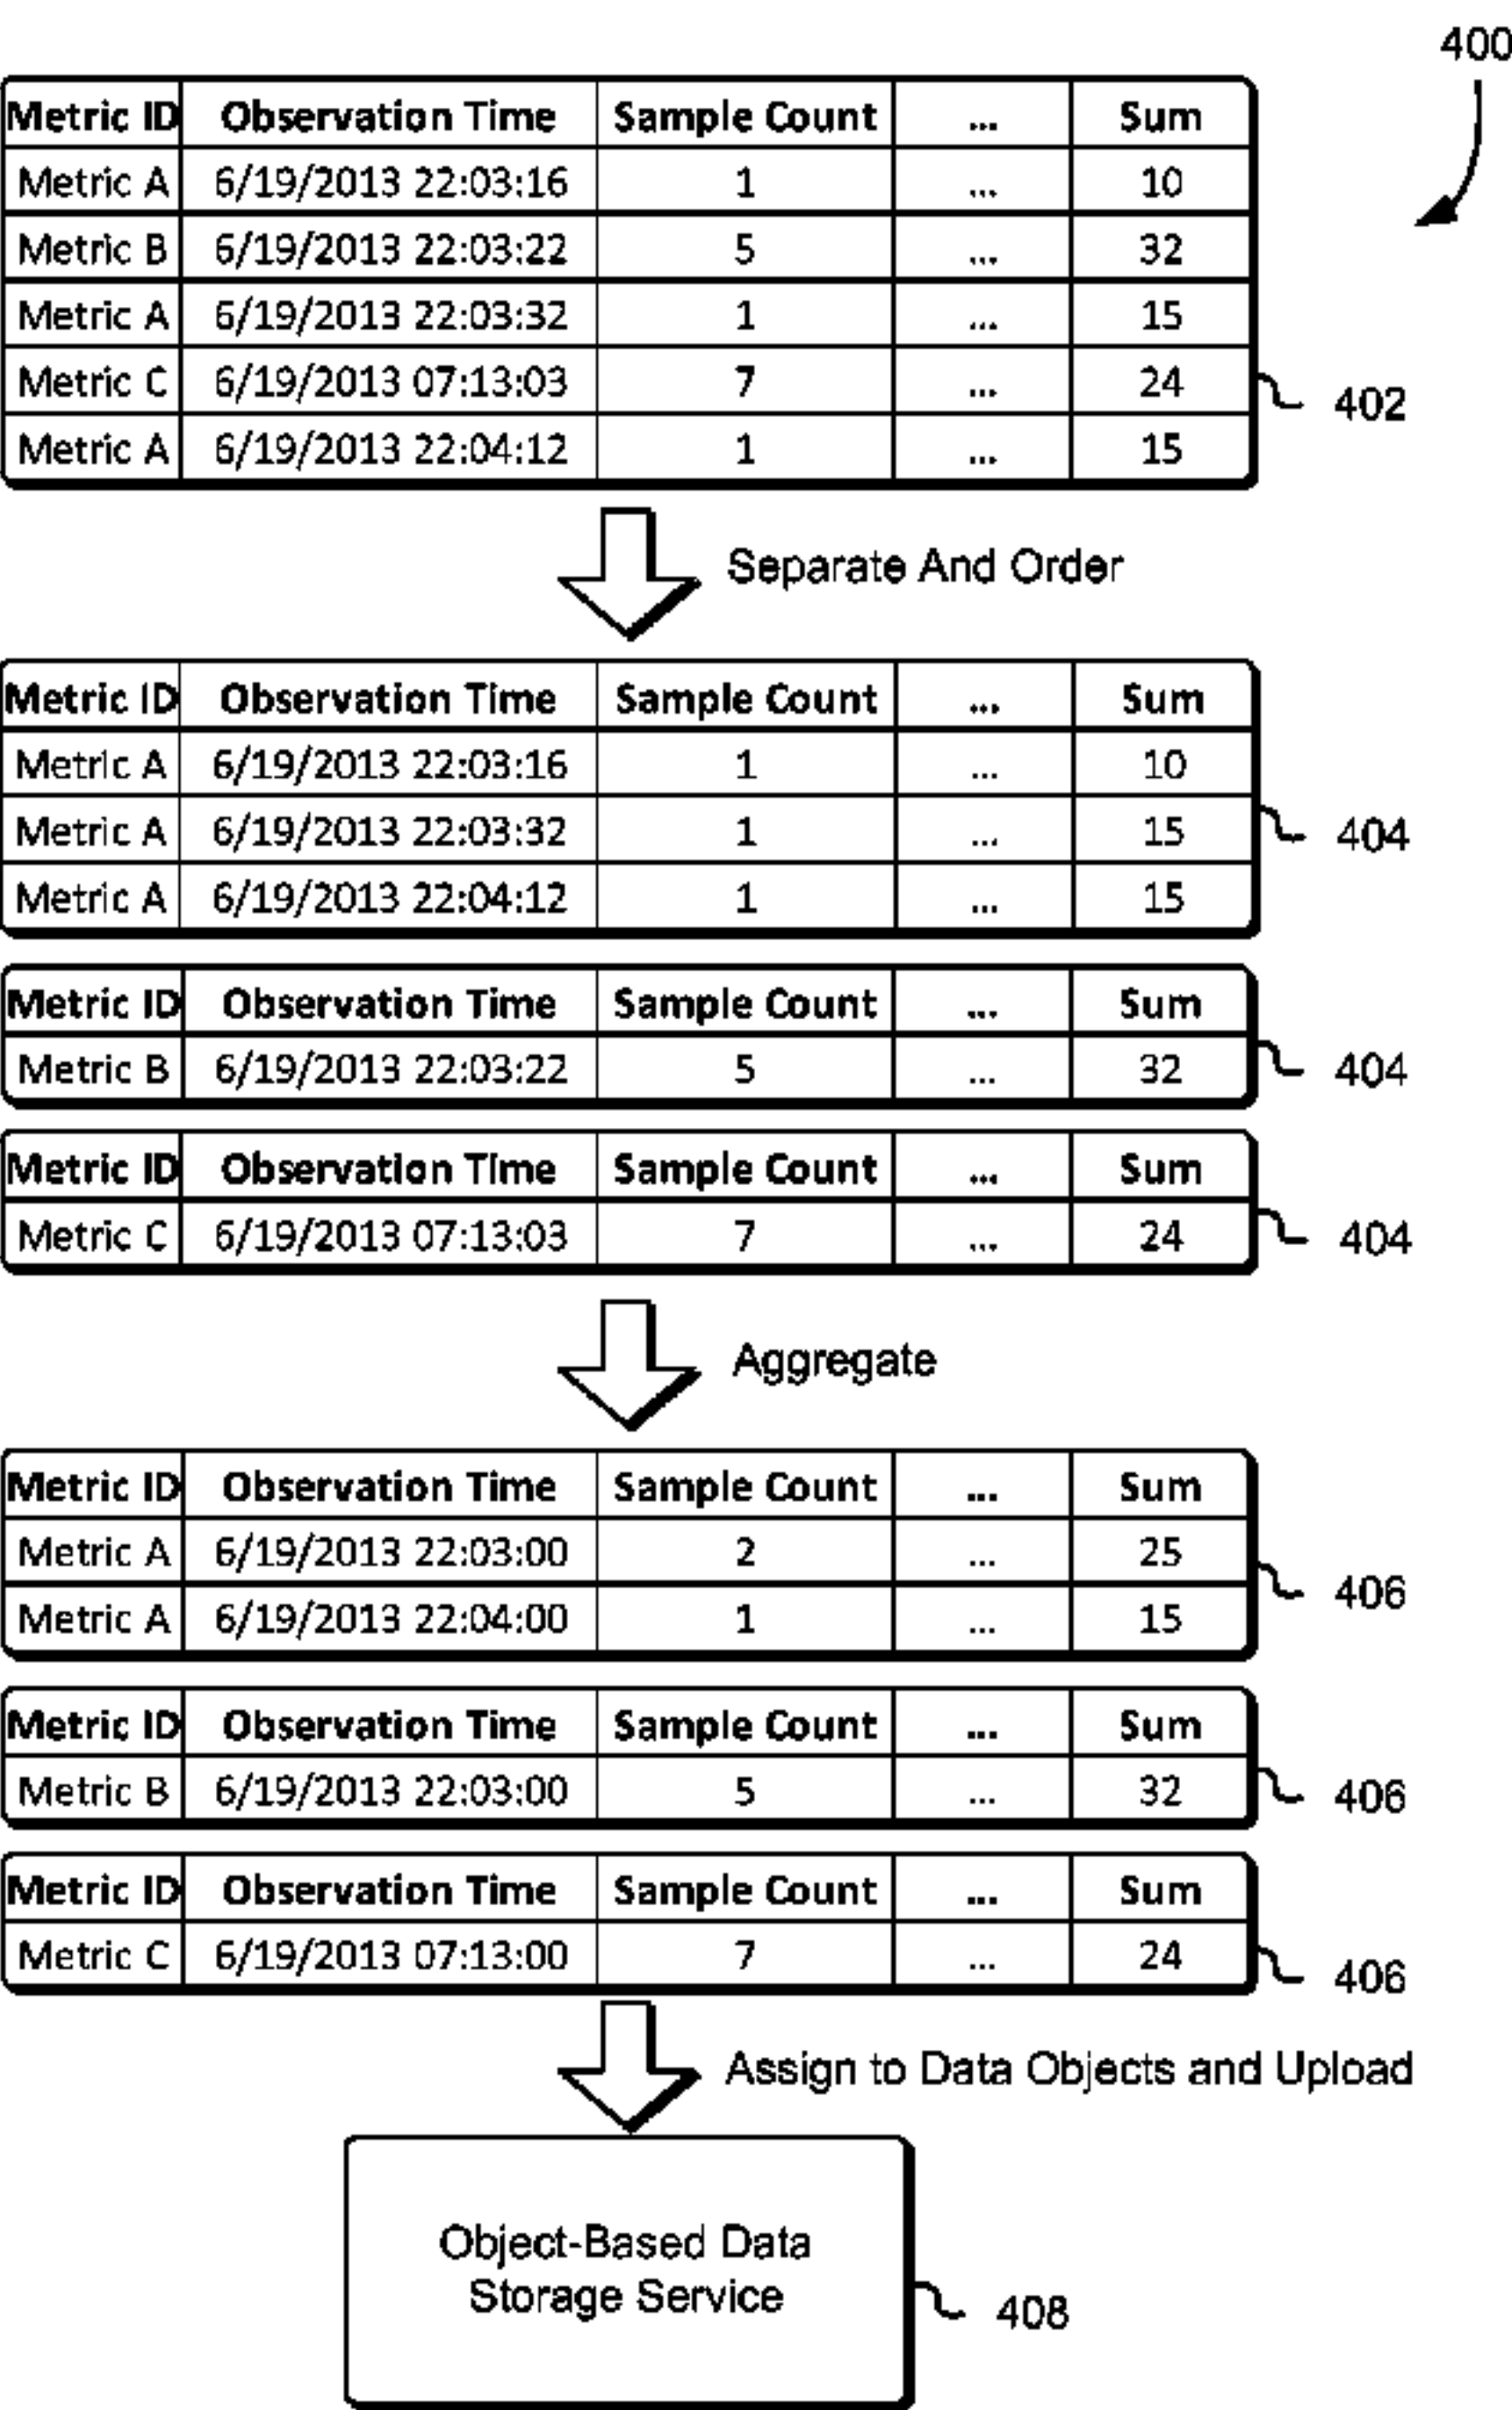 400
Metric ID Observation Time Sample Count ... Sum
Metric A 6/19/2013 22:03:16 1 ... 10
Metric B 6/19/2013 22:03:22 5 ... 32
Metric A 6/19/2013 22:03:32 1 ... 15
Metric C 6/19/2013 07:13:03 7 ... 24
402
Metric A 6/19/2013 22:04:12 1 ... 15
Separate And Order
Metric ID Observation Time Sample Count ... Sum
Metric A 6/19/2013 22:03:16 1 ... 10
Metric A 6/19/2013 22:03:32 1 ... 15
404
Metric A 6/19/2013 22:04:12 1 ... 15
Metric ID Observation Time Sample Count ... Sum
Metric B 6/19/2013 22:03:22 5 ... 32
404
Metric ID Observation Time Sample Count ... Sum
Metric C 6/19/2013 07:13:03 7 ... 24
404
Aggregate
Metric ID Observation Time Sample Count ... Sum
Metric A 6/19/2013 22:03:00 2 ... 25
406
Metric A 6/19/2013 22:04:00 1 ... 15
Metric ID Observation Time Sample Count ... Sum
Metric B 6/19/2013 22:03:00 5 ... 32
406
Metric ID Observation Time Sample Count ... Sum
Metric C 6/19/2013 07:13:00 7 ... 24
406
Assign to Data Objects and Upload
Object-Based Data
Storage Service
408